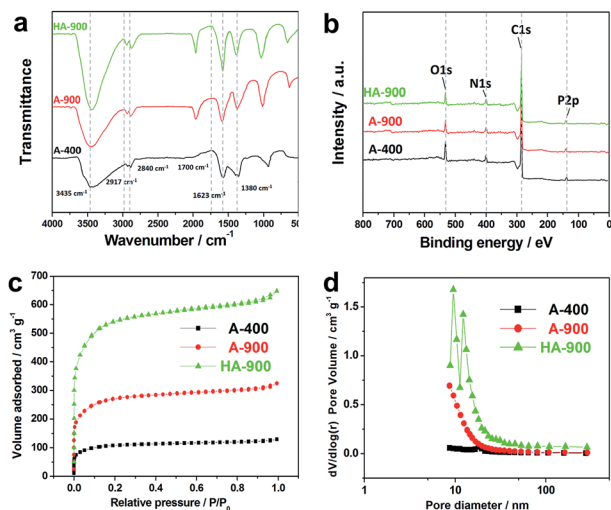 a
HA-900
A-900
A-400
3435 cm⁻¹
2917 cm⁻¹
2840 cm⁻¹
1700 cm⁻¹
1623 cm⁻¹
1380 cm⁻¹
Transmittance
4000 3500 3000 2500 2000 1500 1000 500
Wavenumber / cm⁻¹
b
C1s
O1s
N1s
P2p
HA-900
A-900
A-400
Intensity / a.u.
800 700 600 500 400 300 200 100 0
Binding energy / eV
c
700
600
500
400
300
200
100
0
A-400
A-900
HA-900
Volume adsorbed / cm³ g⁻¹
0.0 0.2 0.4 0.6 0.8 1.0
Relative pressure / P/P₀
d
1.5
1.0
0.5
0.0
A-400
A-900
HA-900
dV/dlog(r) Pore Volume / cm³ g⁻¹
1 10 100
Pore diameter / nm